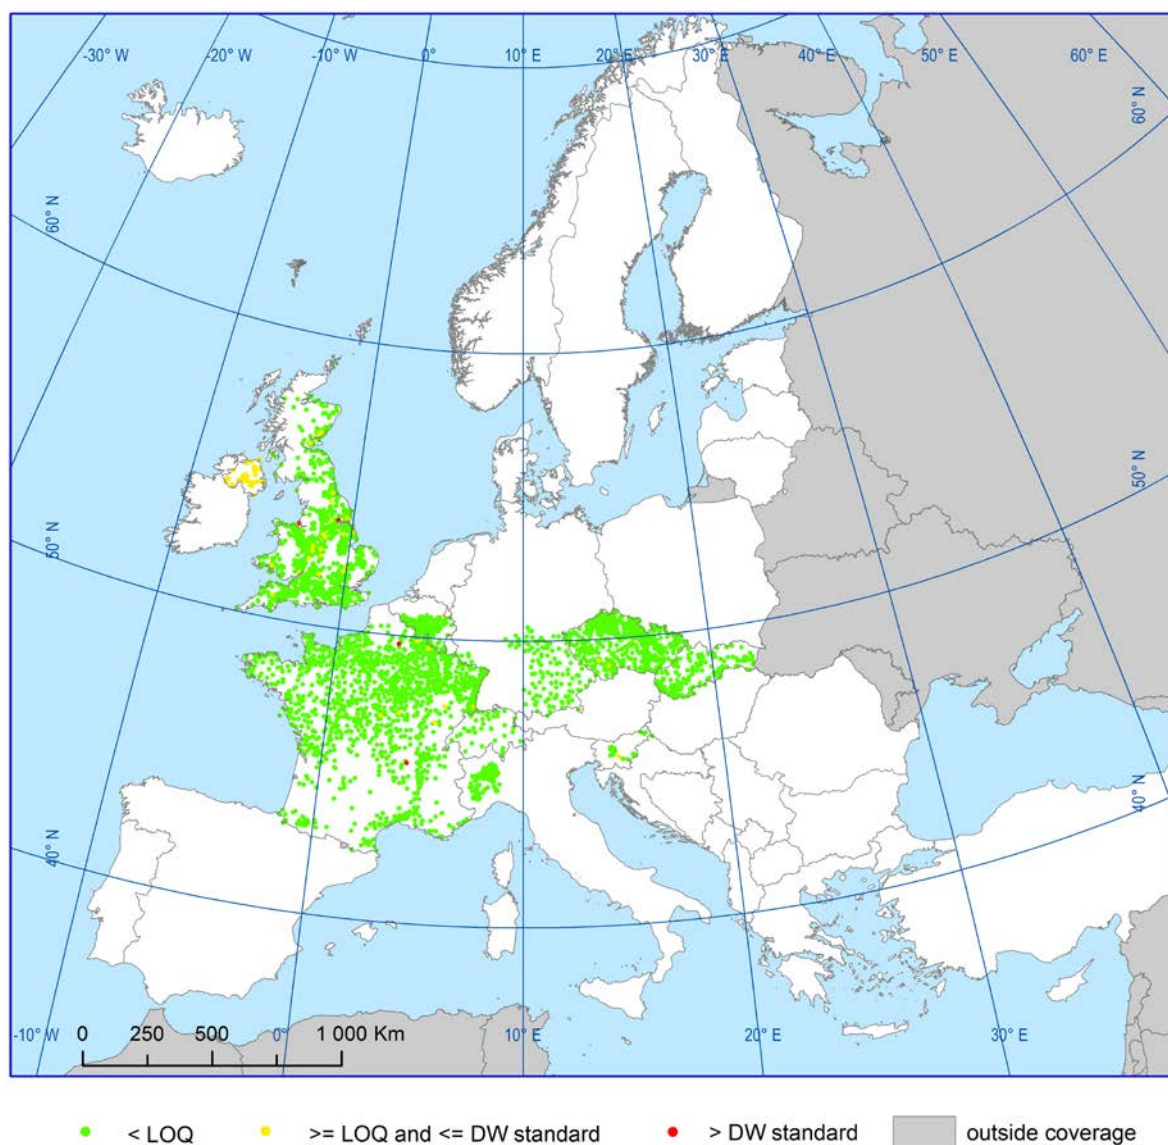 -30° W -20° W -10° W 0° 10° E 20° E 30° E 40° E 50° E 60° E
60° N
60° N
50° N
50° N
40° N
40° N
-10° W 0° 10° E 20° E 30° E
0 250 500 1 000 Km
< LOQ >= LOQ and <= DW standard > DW standard outside coverage